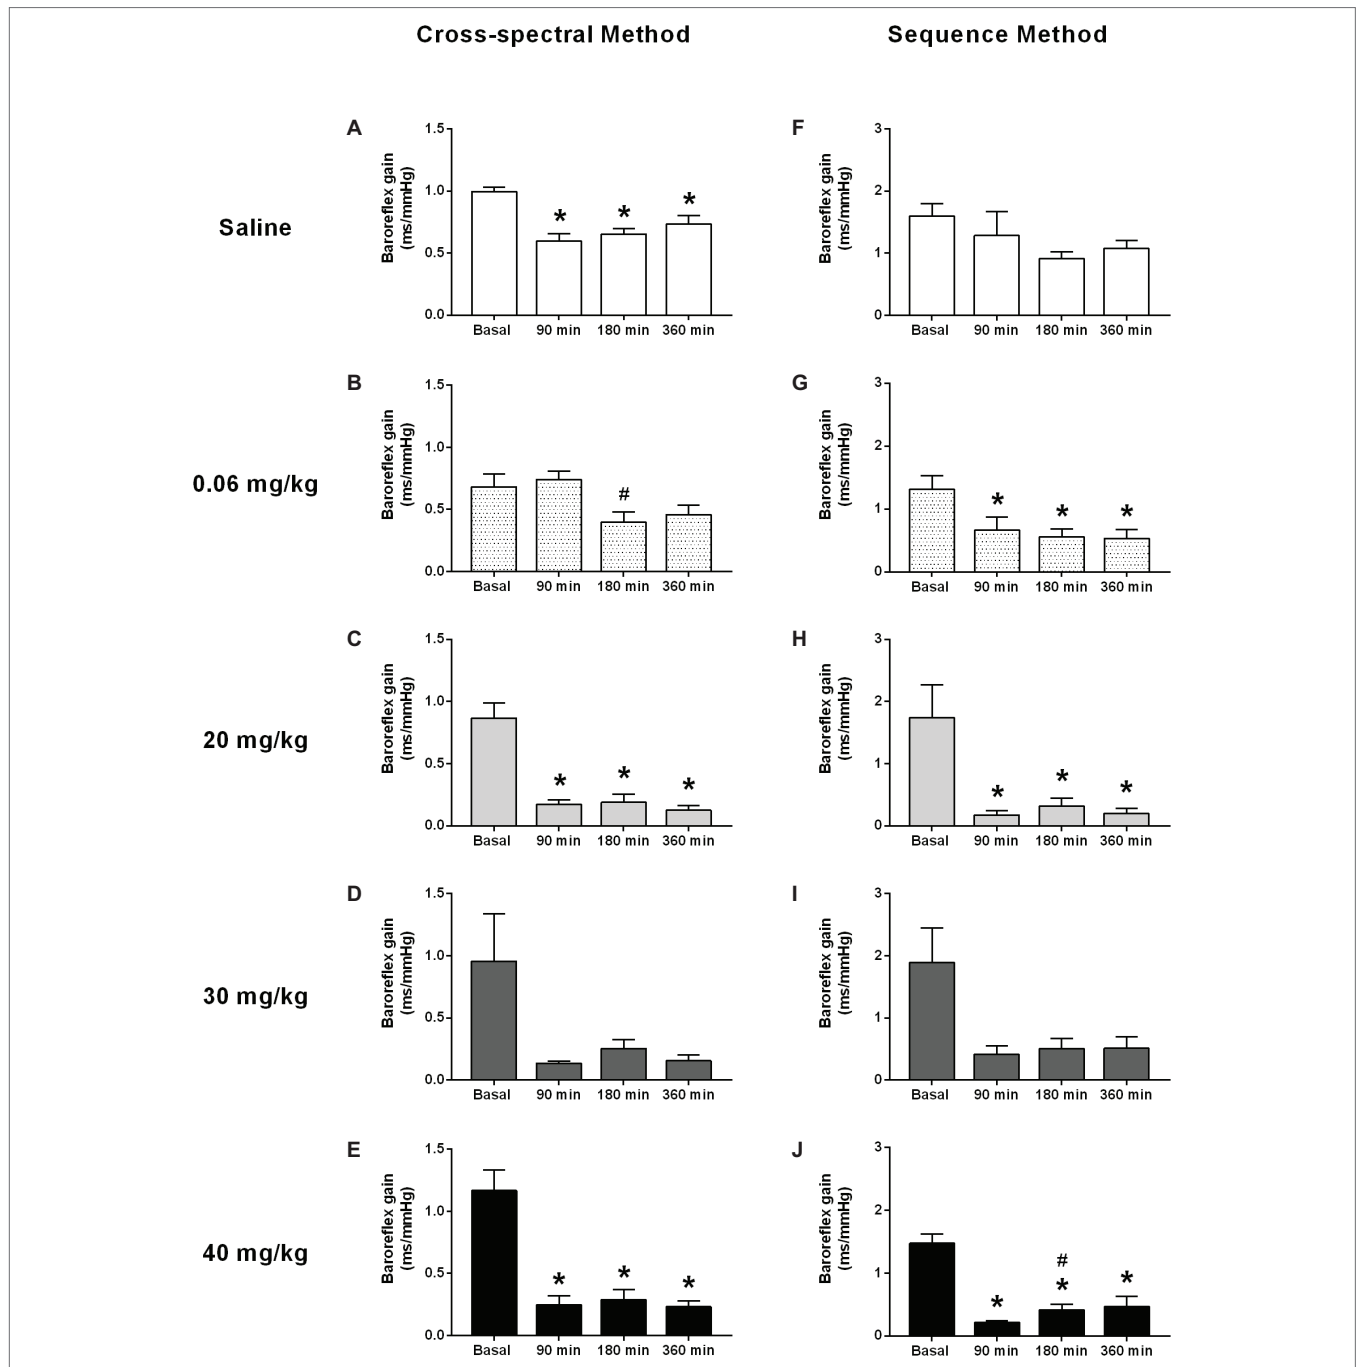 Cross-spectral Method
Sequence Method
Saline
A
Baroreflex gain
(ms/mmHg)
1.5
1.0
0.5
0.0
* * *
Basal 90 min 180 min 360 min
F
Baroreflex gain
(ms/mmHg)
3
2
1
0
Basal 90 min 180 min 360 min
0.06 mg/kg
B
Baroreflex gain
(ms/mmHg)
1.5
1.0
0.5
0.0
#
Basal 90 min 180 min 360 min
G
Baroreflex gain
(ms/mmHg)
3
2
1
0
* * *
Basal 90 min 180 min 360 min
20 mg/kg
C
Baroreflex gain
(ms/mmHg)
1.5
1.0
0.5
0.0
* * *
Basal 90 min 180 min 360 min
H
Baroreflex gain
(ms/mmHg)
3
2
1
0
* * *
Basal 90 min 180 min 360 min
30 mg/kg
D
Baroreflex gain
(ms/mmHg)
1.5
1.0
0.5
0.0
Basal 90 min 180 min 360 min
I
Baroreflex gain
(ms/mmHg)
3
2
1
0
Basal 90 min 180 min 360 min
40 mg/kg
E
Baroreflex gain
(ms/mmHg)
1.5
1.0
0.5
0.0
* * *
Basal 90 min 180 min 360 min
J
Baroreflex gain
(ms/mmHg)
3
2
1
0
#
* * *
Basal 90 min 180 min 360 min